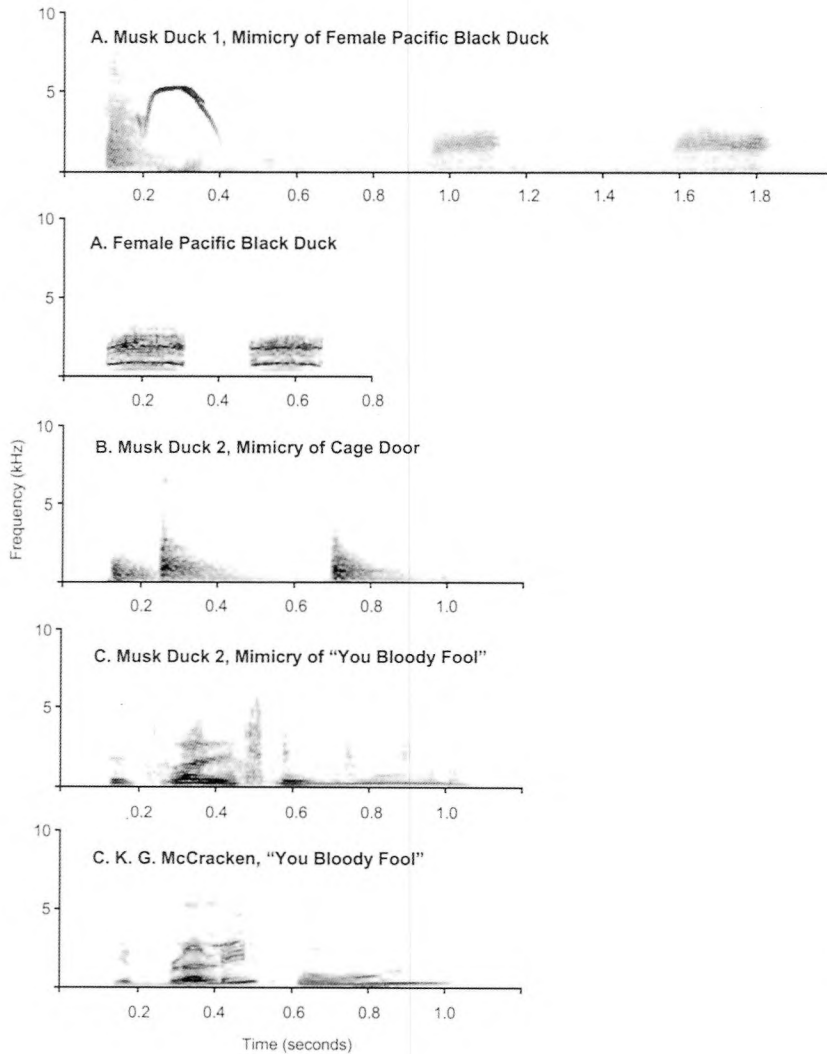 10
A. Musk Duck 1, Mimicry of Female Pacific Black Duck
5
0.2 0.4 0.6 0.8 1.0 1.2 1.4 1.6 1.8
10
A. Female Pacific Black Duck
5
0.2 0.4 0.6 0.8
Frequency (kHz)
10
B. Musk Duck 2, Mimicry of Cage Door
5
0.2 0.4 0.6 0.8 1.0
10
C. Musk Duck 2, Mimicry of “You Bloody Fool”
5
0.2 0.4 0.6 0.8 1.0
10
C. K. G. McCracken, “You Bloody Fool”
5
0.2 0.4 0.6 0.8 1.0
Time (seconds)